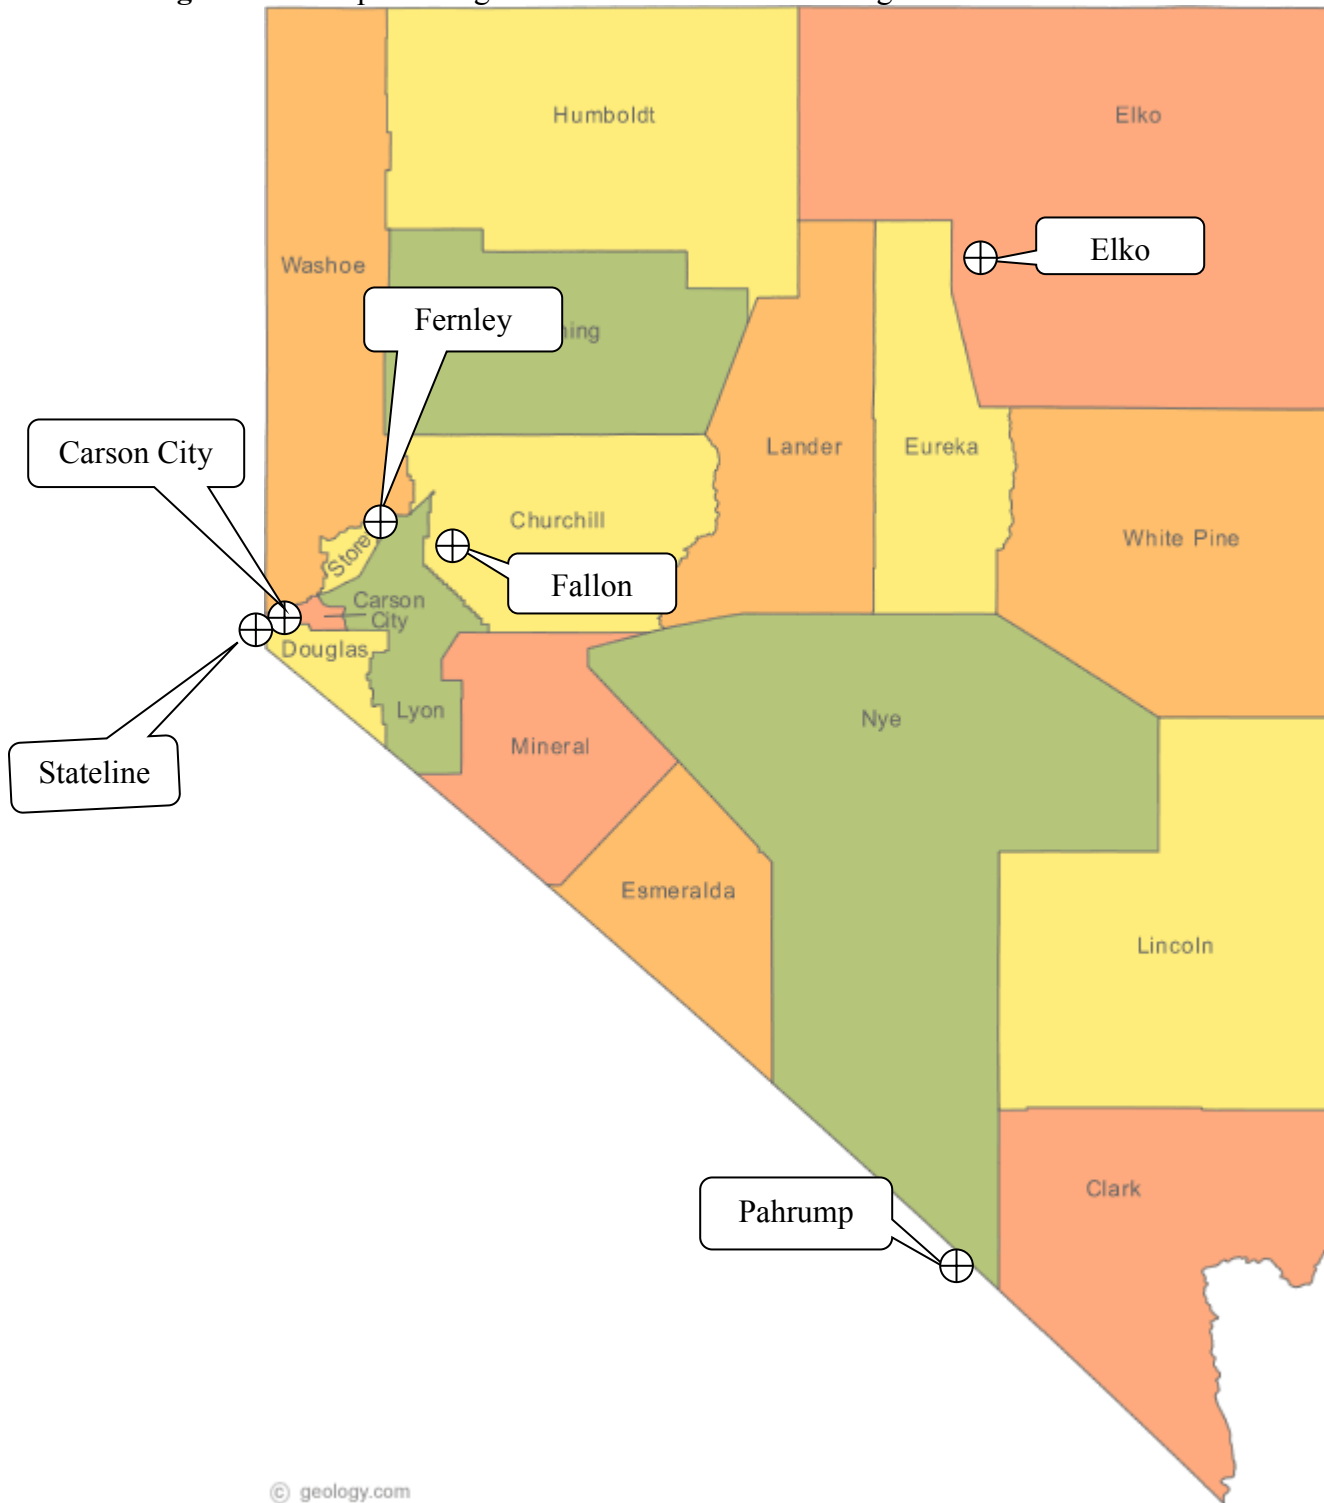 Humboldt
Elko
Washoe
Elko
Fernley
ning
Carson City
Lander
Eureka
Churchill
White Pine
Store
Fallon
Carson
City
Douglas
Lyon
Nye
Mineral
Stateline
Esmeralda
Lincoln
Clark
Pahrump
© geology.com